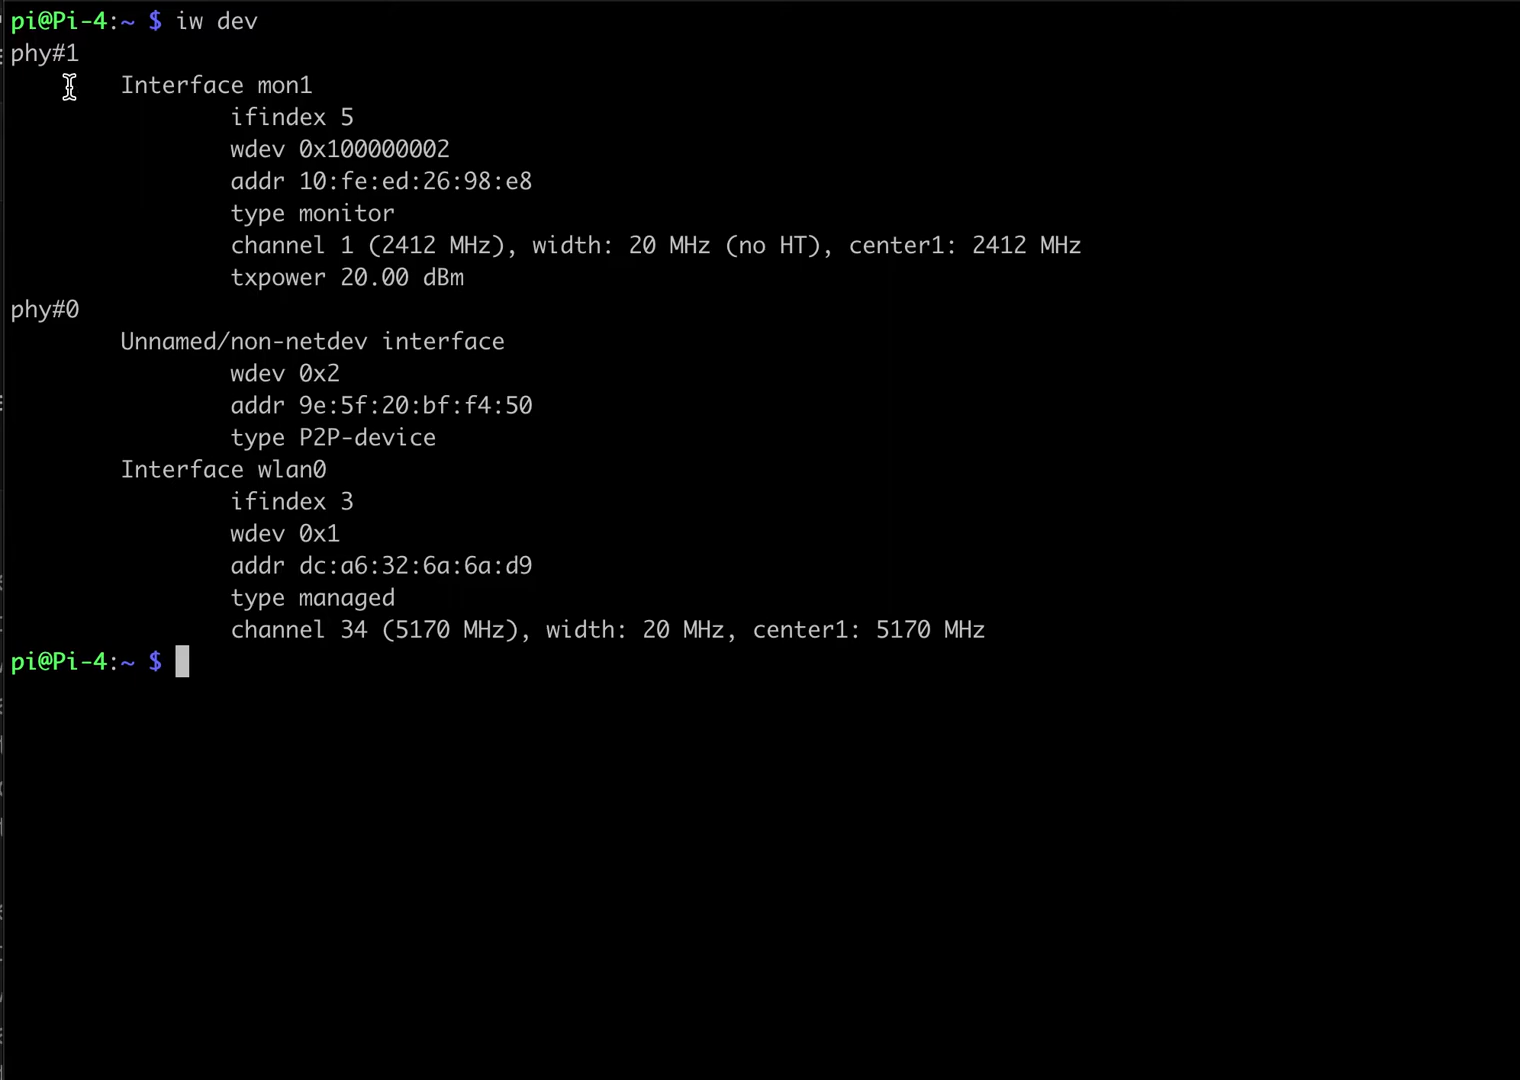 pi@Pi-4:~ $ iw dev
phy#1
Interface mon1
ifindex 5
wdev 0x100000002
addr 10:fe:ed:26:98:e8
type monitor
channel 1 (2412 MHz), width: 20 MHz (no HT), center1: 2412 MHz
txpower 20.00 dBm
phy#0
Unnamed/non-netdev interface
wdev 0x2
addr 9e:5f:20:bf:f4:50
type P2P-device
Interface wlan0
ifindex 3
wdev 0x1
addr dc:a6:32:6a:6a:d9
type managed
channel 34 (5170 MHz), width: 20 MHz, center1: 5170 MHz
pi@Pi-4:~ $